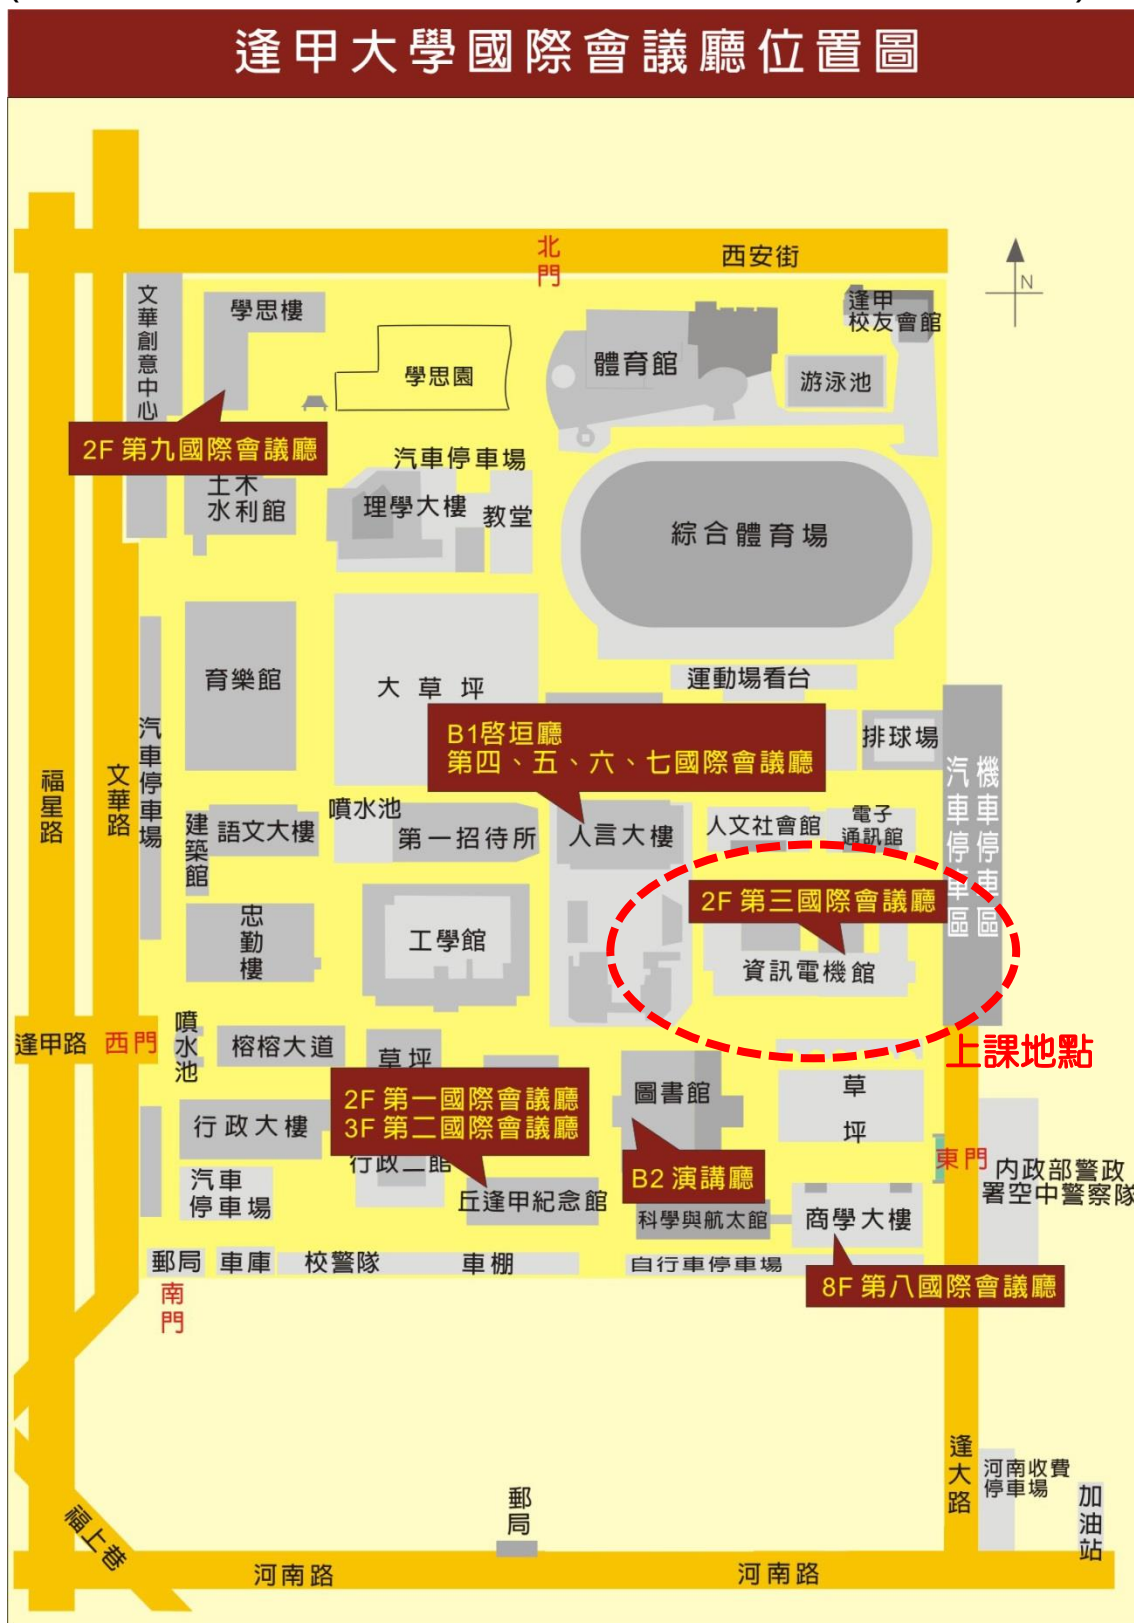 逢甲大學國際會議廳位置圖
北門
西安街
N
文華創意中心
學思樓
學思園
體育館
逢甲
校友會館
游泳池
2F 第九國際會議廳
土木
水利館
汽車停車場
理學大樓
教堂
綜合體育場
育樂館
大草坪
運動場看台
排球場
汽車停車場
福星路
文華路
B1啓垣廳
第四、五、六、七國際會議廳
機車停車區
汽車停車區
建築館
語文大樓
噴水池
第一招待所
人言大樓
人文社會館
電子
通訊館
2F 第三國際會議廳
忠勤樓
工學館
資訊電機館
上課地點
逢甲路
西門
噴水池
榕榕大道
草坪
圖書館
草坪
2F 第一國際會議廳
3F 第二國際會議廳
行政大樓
行政二館
B2 演講廳
東門
內政部警政
署空中警察隊
汽車
停車場
丘逢甲紀念館
科學與航太館
商學大樓
郵局
車庫
校警隊
車棚
自行車停車場
8F 第八國際會議廳
南門
逢大路
河南收費
停車場
加油站
郵局
福上巷
河南路
河南路